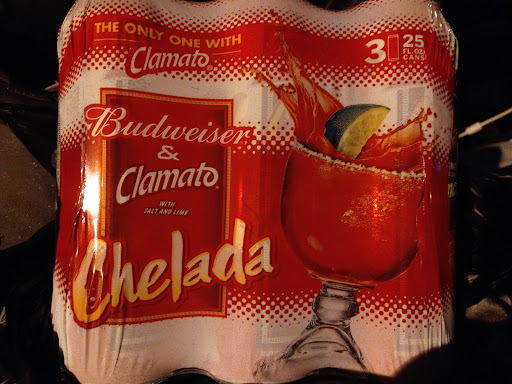 THE ONLY ONE WITH
Clamato
3 25
FL.OZ.
CANS
Budweiser
&
Clamato
WITH
SALT AND LIME
Chelada